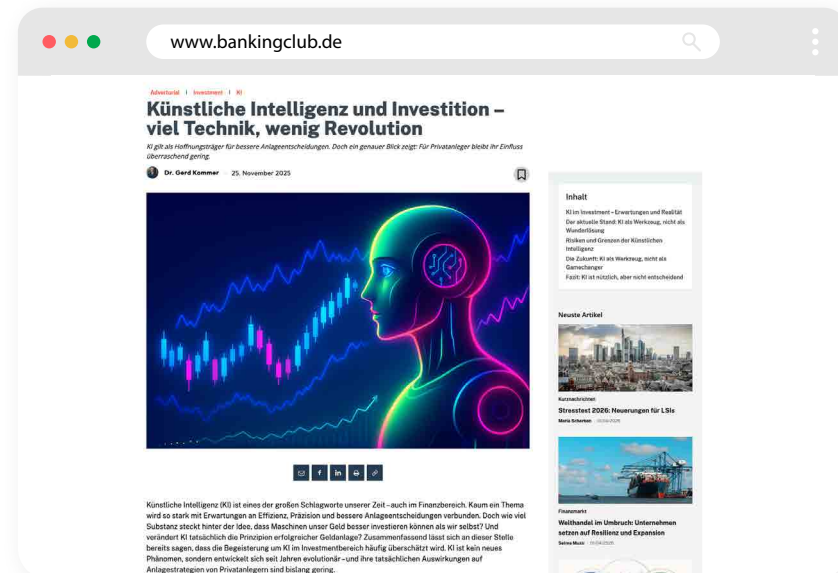 www.bankingclub.de
Advertorial | Investment | KI
Künstliche Intelligenz und Investition –
viel Technik, wenig Revolution
KI gilt als Hoffnungsträger für bessere Anlageentscheidungen. Doch ein genauer Blick zeigt: Für Privatanleger bleibt ihr Einfluss
überraschend gering.
Dr. Gerd Kommer 25. November 2025
Künstliche Intelligenz (KI) ist eines der großen Schlagworte unserer Zeit – auch im Finanzbereich. Kaum ein Thema
wird so stark mit Erwartungen an Effizienz, Präzision und bessere Anlageentscheidungen verbunden. Doch wie viel
Substanz steckt hinter der Idee, dass Maschinen unser Geld besser investieren können als wir selbst? Und
verändert KI tatsächlich die Prinzipien erfolgreicher Geldanlage? Zusammenfassend lässt sich an dieser Stelle
bereits sagen, dass die Begeisterung um KI im Investmentbereich häufig überschätzt wird. KI ist kein neues
Phänomen, sondern entwickelt sich seit Jahren evolutionär – und ihre tatsächlichen Auswirkungen auf
Anlagestrategien von Privatanlegern sind bislang gering.
Inhalt
KI im Investment – Erwartungen und Realität
Der aktuelle Stand: KI als Werkzeug, nicht als
Wunderlösung
Risiken und Grenzen der Künstlichen
Intelligenz
Die Zukunft: KI als Werkzeug, nicht als
Gamechanger
Fazit: KI ist nützlich, aber nicht entscheidend
Neuste Artikel
Kurznachrichten
Stresstest 2026: Neuerungen für LSIs
Finanzmarkt
Welthandel im Umbruch: Unternehmen
setzen auf Resilienz und Expansion